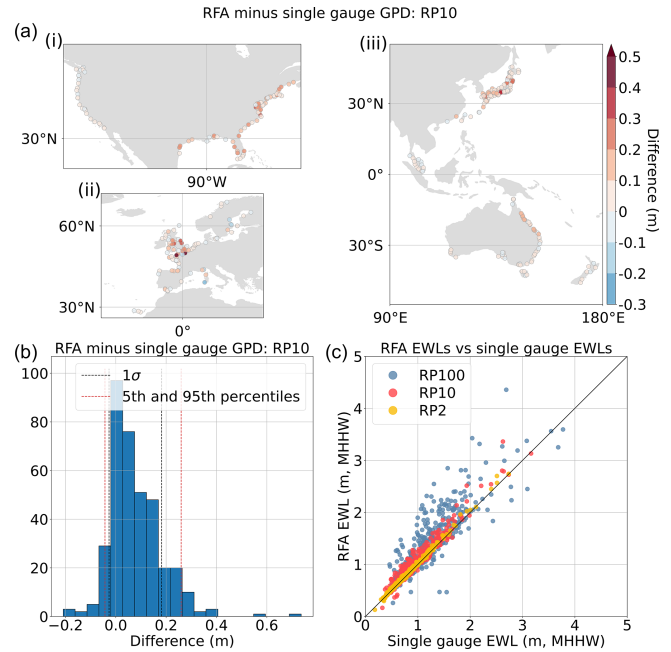 RFA minus single gauge GPD: RP10
(a)
(i)
30°N
90°W
(ii)
60°N
30°N
0°
(iii)
30°N
0°
30°S
90°E
180°E
0.5
0.4
0.3
0.2
0.1
0
-0.1
-0.2
-0.3
Difference (m)
(b)
RFA minus single gauge GPD: RP10
1σ
5th and 95th percentiles
100
80
60
40
20
0
−0.2
0.0
0.2
0.4
0.6
Difference (m)
(c)
RFA EWLs vs single gauge EWLs
RP100
RP10
RP2
5
4
3
2
1
0
RFA EWL (m, MHHW)
0
1
2
3
4
5
Single gauge EWL (m, MHHW)